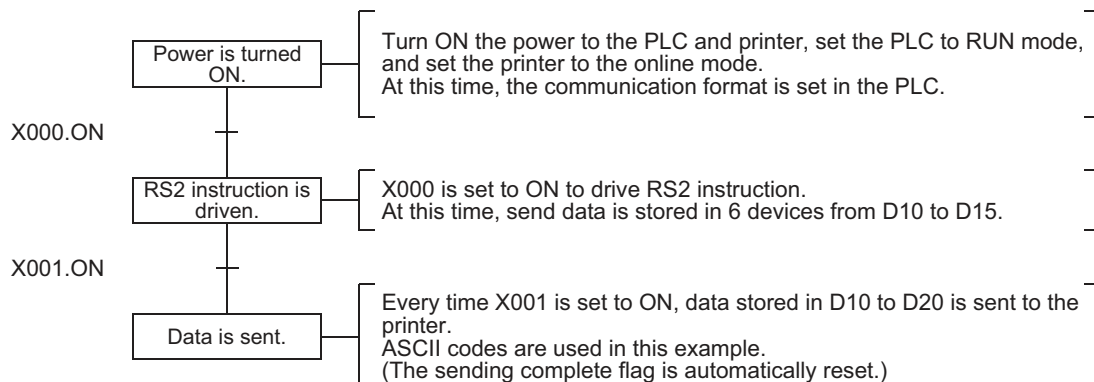 Power is turned
ON.
Turn ON the power to the PLC and printer, set the PLC to RUN mode,
and set the printer to the online mode.
At this time, the communication format is set in the PLC.
X000.ON
RS2 instruction is
driven.
X000 is set to ON to drive RS2 instruction.
At this time, send data is stored in 6 devices from D10 to D15.
X001.ON
Data is sent.
Every time X001 is set to ON, data stored in D10 to D20 is sent to the
printer.
ASCII codes are used in this example.
(The sending complete flag is automatically reset.)